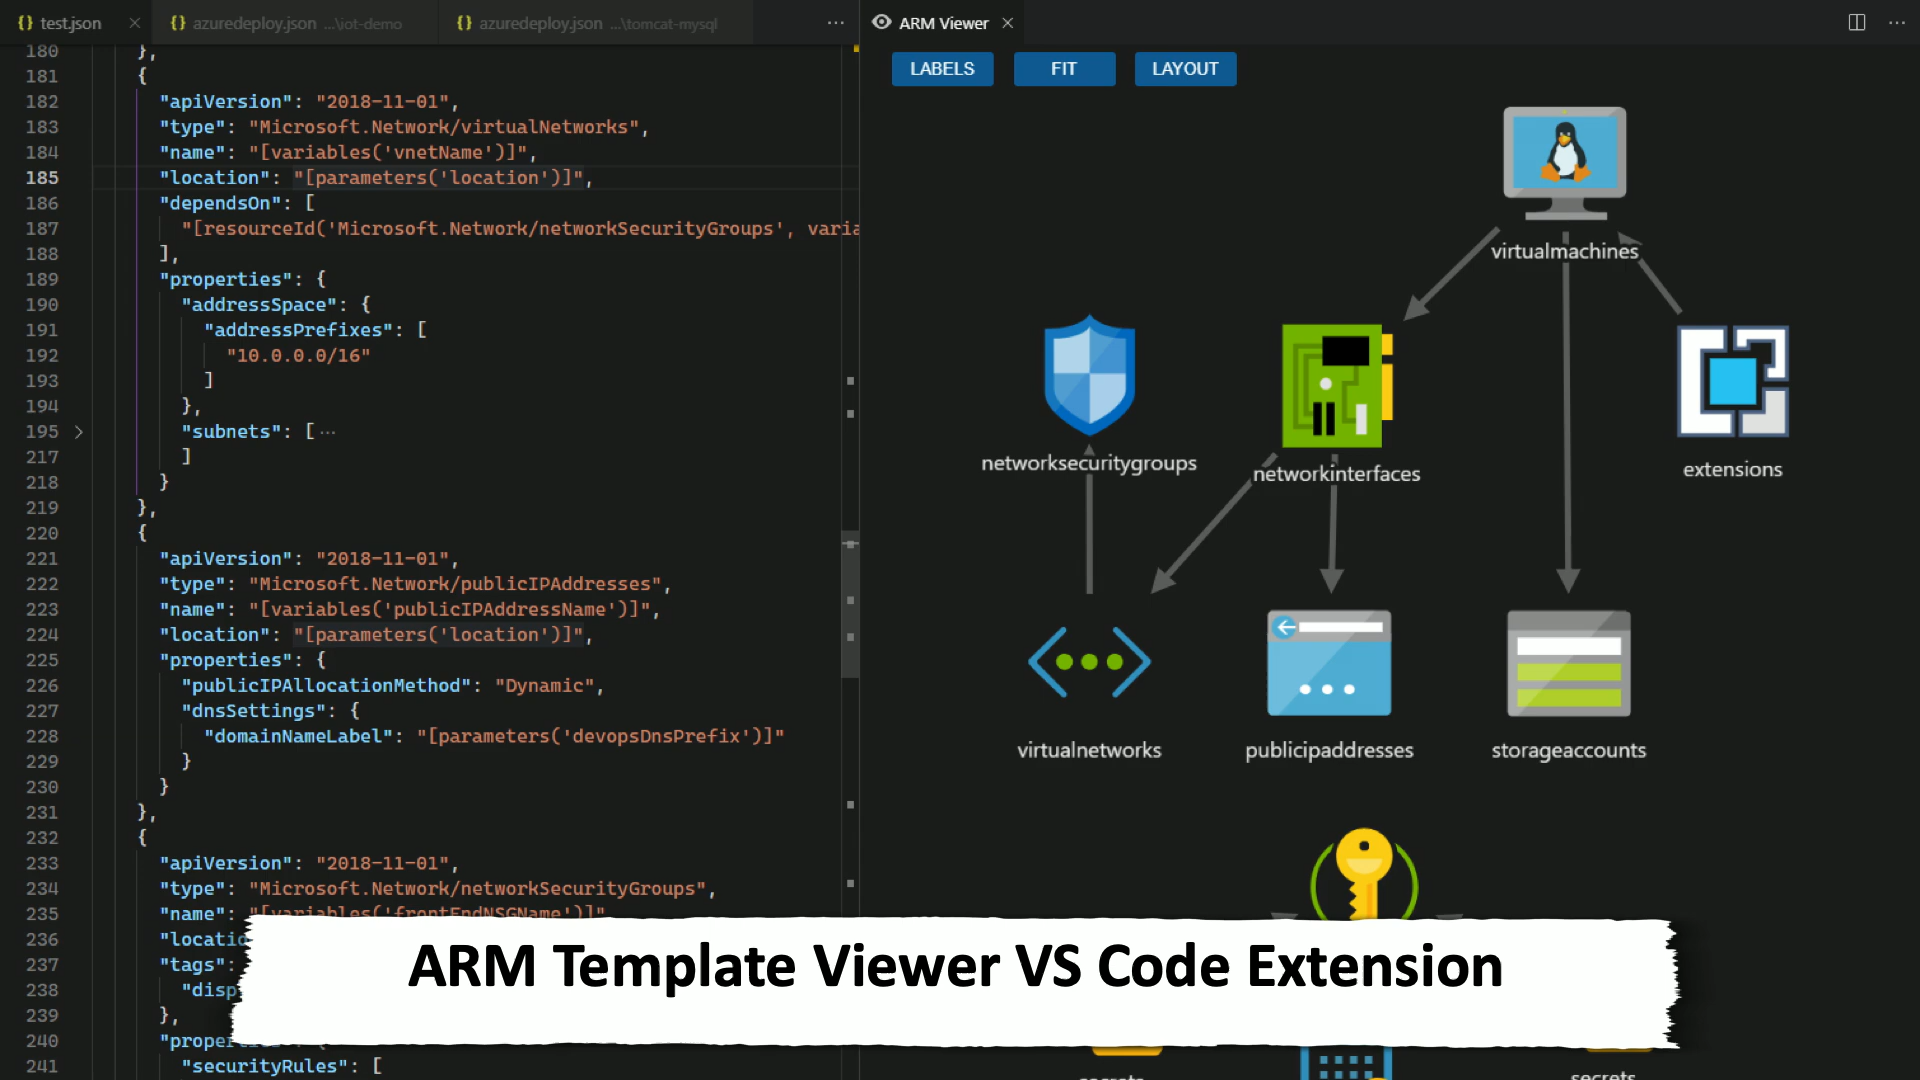 test.json
azuredeploy.json ...\iot-demo
azuredeploy.json ...\tomcat-mysql
ARM Viewer
LABELS
FIT
LAYOUT
180 },
181 {
182 "apiVersion": "2018-11-01",
183 "type": "Microsoft.Network/virtualNetworks",
184 "name": "[variables('vnetName')]",
185 "location": "[parameters('location')]",
186 "dependsOn": [
187 "[resourceId('Microsoft.Network/networkSecurityGroups', varia
188 ],
189 "properties": {
190 "addressSpace": {
191 "addressPrefixes": [
192 "10.0.0.0/16"
193 ]
194 },
195 "subnets": [ ...
217 ]
218 }
219 },
220 {
221 "apiVersion": "2018-11-01",
222 "type": "Microsoft.Network/publicIPAddresses",
223 "name": "[variables('publicIPAddressName')]",
224 "location": "[parameters('location')]",
225 "properties": {
226 "publicIPAllocationMethod": "Dynamic",
227 "dnsSettings": {
228 "domainNameLabel": "[parameters('devopsDnsPrefix')]"
229 }
230 }
231 },
232 {
233 "apiVersion": "2018-11-01",
234 "type": "Microsoft.Network/networkSecurityGroups",
235 "name": "[variables('frontEndNSGName')]"
236 "locatio
237 "tags":
238 "disp
239 },
240 "proper
241 "securityRules": [
virtualmachines
networksecuritygroups
networkinterfaces
extensions
virtualnetworks
publicipaddresses
storageaccounts
ARM Template Viewer VS Code Extension
secrets
secrets